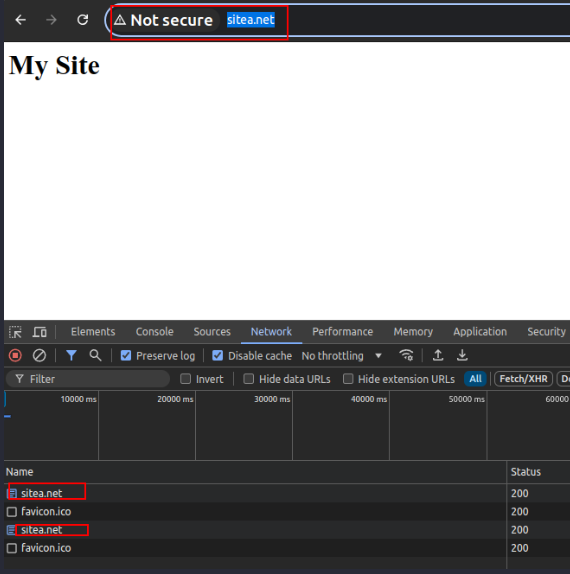 Not secure sitea.net
My Site
Elements Console Sources Network Performance Memory Application Security
Preserve log Disable cache No throttling
Filter Invert Hide data URLs Hide extension URLs All Fetch/XHR
10000 ms 20000 ms 30000 ms 40000 ms 50000 ms 60000
Name Status
sitea.net 200
favicon.ico 200
sitea.net 200
favicon.ico 200